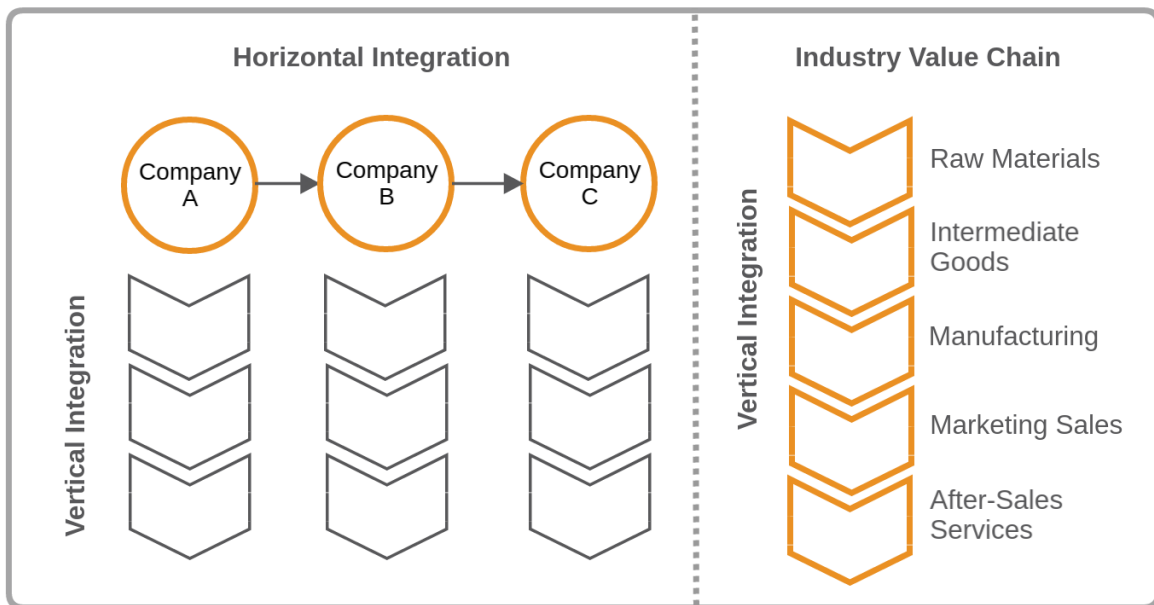 Horizontal Integration
Company
A
Company
B
Company
C
Vertical Integration
Industry Value Chain
Vertical Integration
Raw Materials
Intermediate
Goods
Manufacturing
Marketing Sales
After-Sales
Services